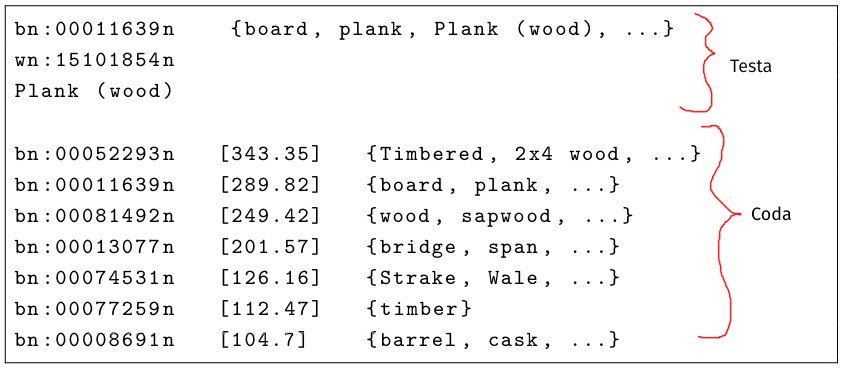 bn:00011639n {board, plank, Plank (wood), ...}
wn:15101854n
Testa
Plank (wood)
bn:00052293n [343.35] {Timbered, 2x4 wood, ...}
bn:00011639n [289.82] {board, plank, ...}
bn:00081492n [249.42] {wood, sapwood, ...}
Coda
bn:00013077n [201.57] {bridge, span, ...}
bn:00074531n [126.16] {Strake, Wale, ...}
bn:00077259n [112.47] {timber}
bn:00008691n [104.7] {barrel, cask, ...}